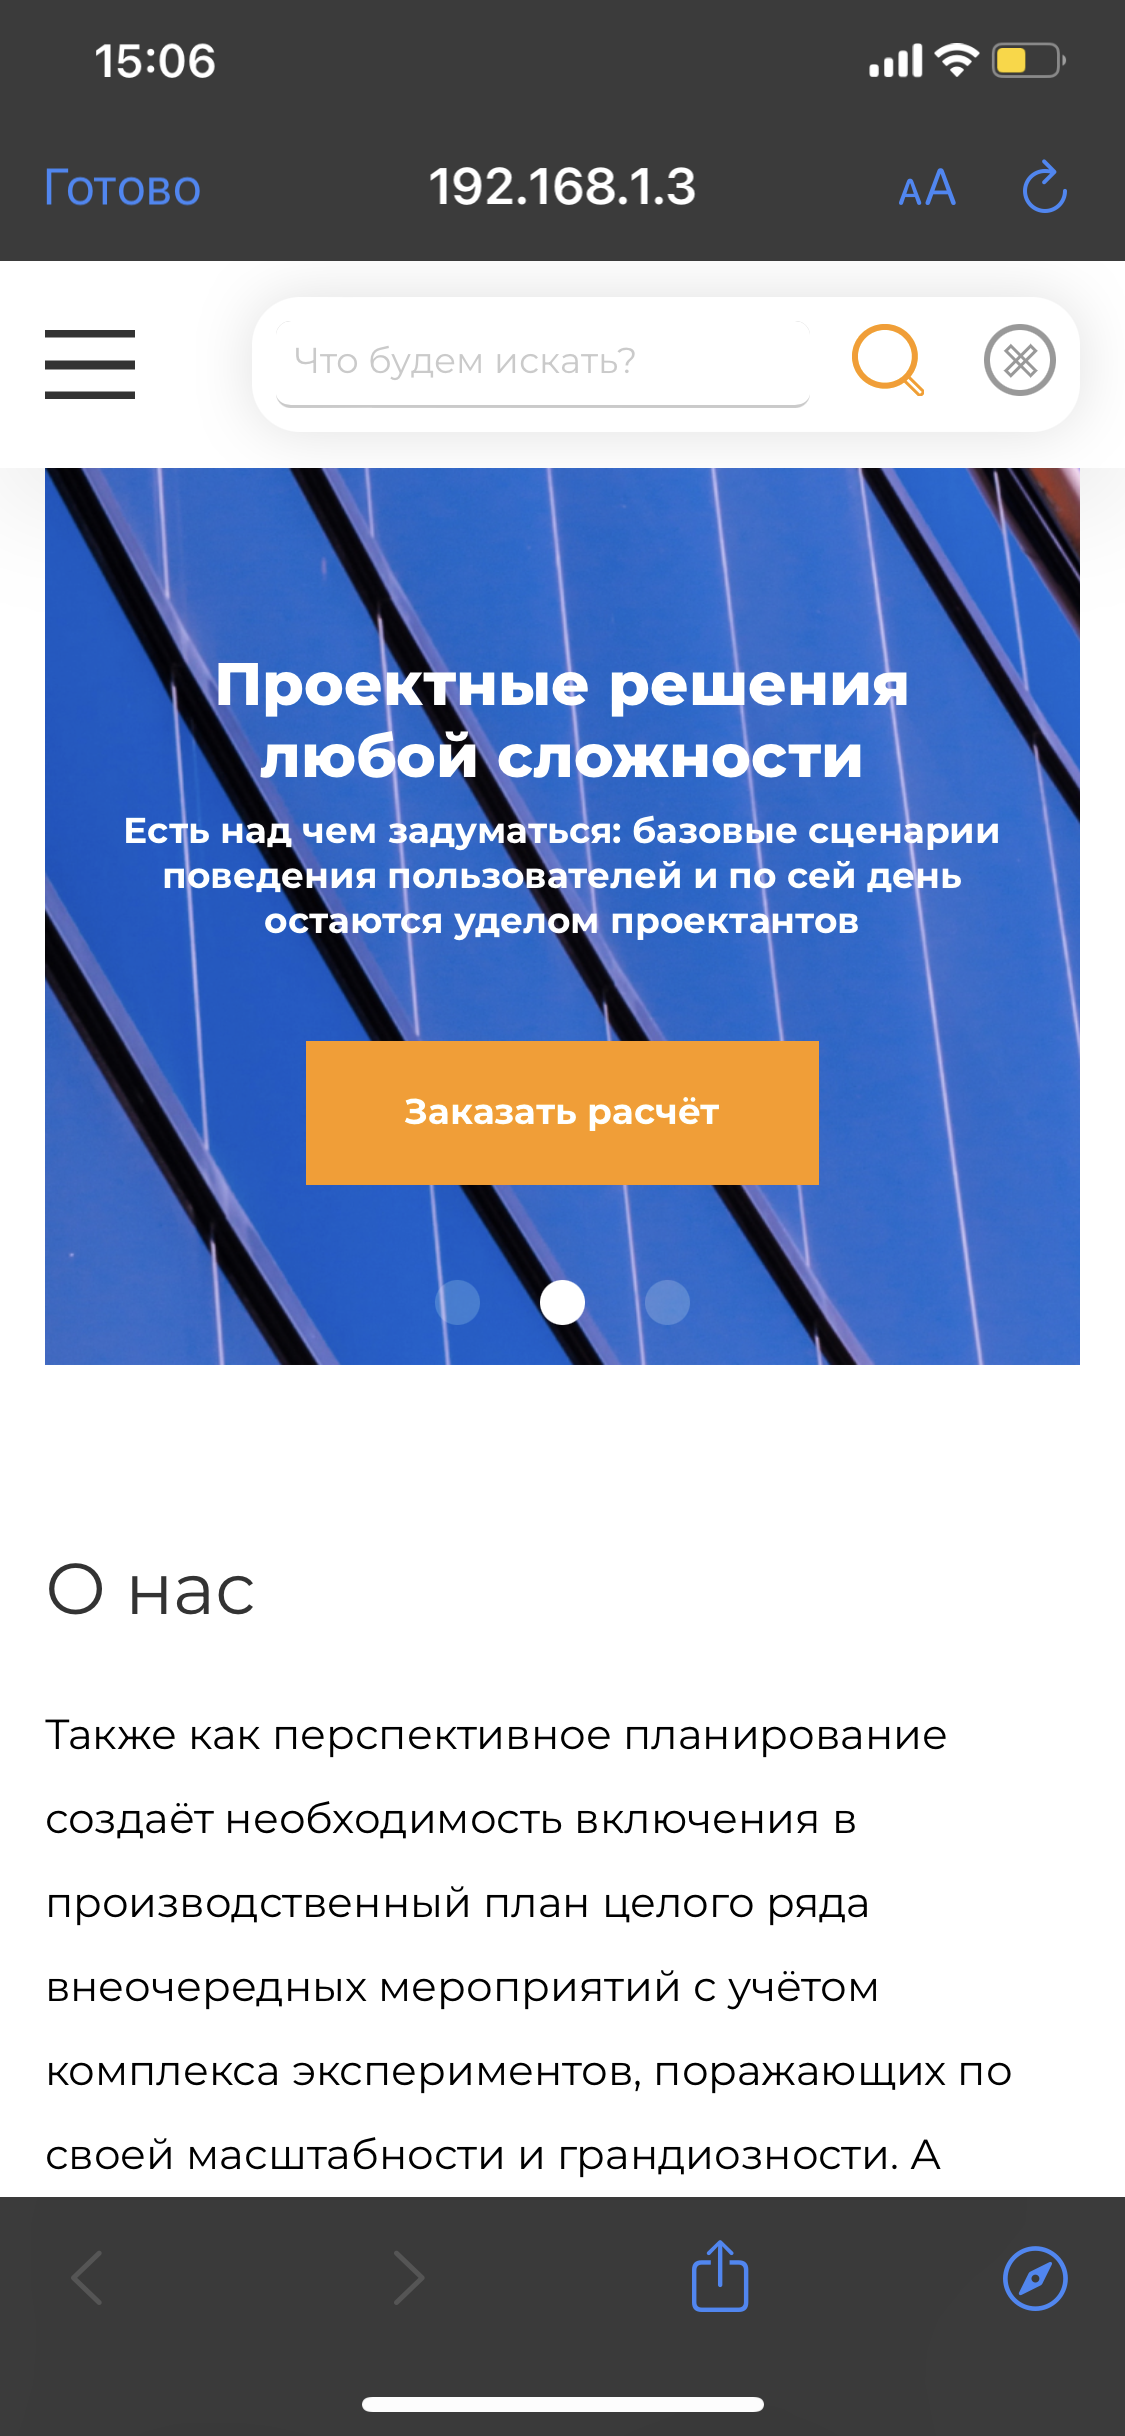 15:06
Готово
192.168.1.3
AA
Что будем искать?
Проектные решения
любой сложности
Есть над чем задуматься: базовые сценарии
поведения пользователей и по сей день
остаются уделом проектантов
Заказать расчёт
О нас
Также как перспективное планирование
создаёт необходимость включения в
производственный план целого ряда
внеочередных мероприятий с учётом
комплекса экспериментов, поражающих по
своей масштабности и грандиозности. А